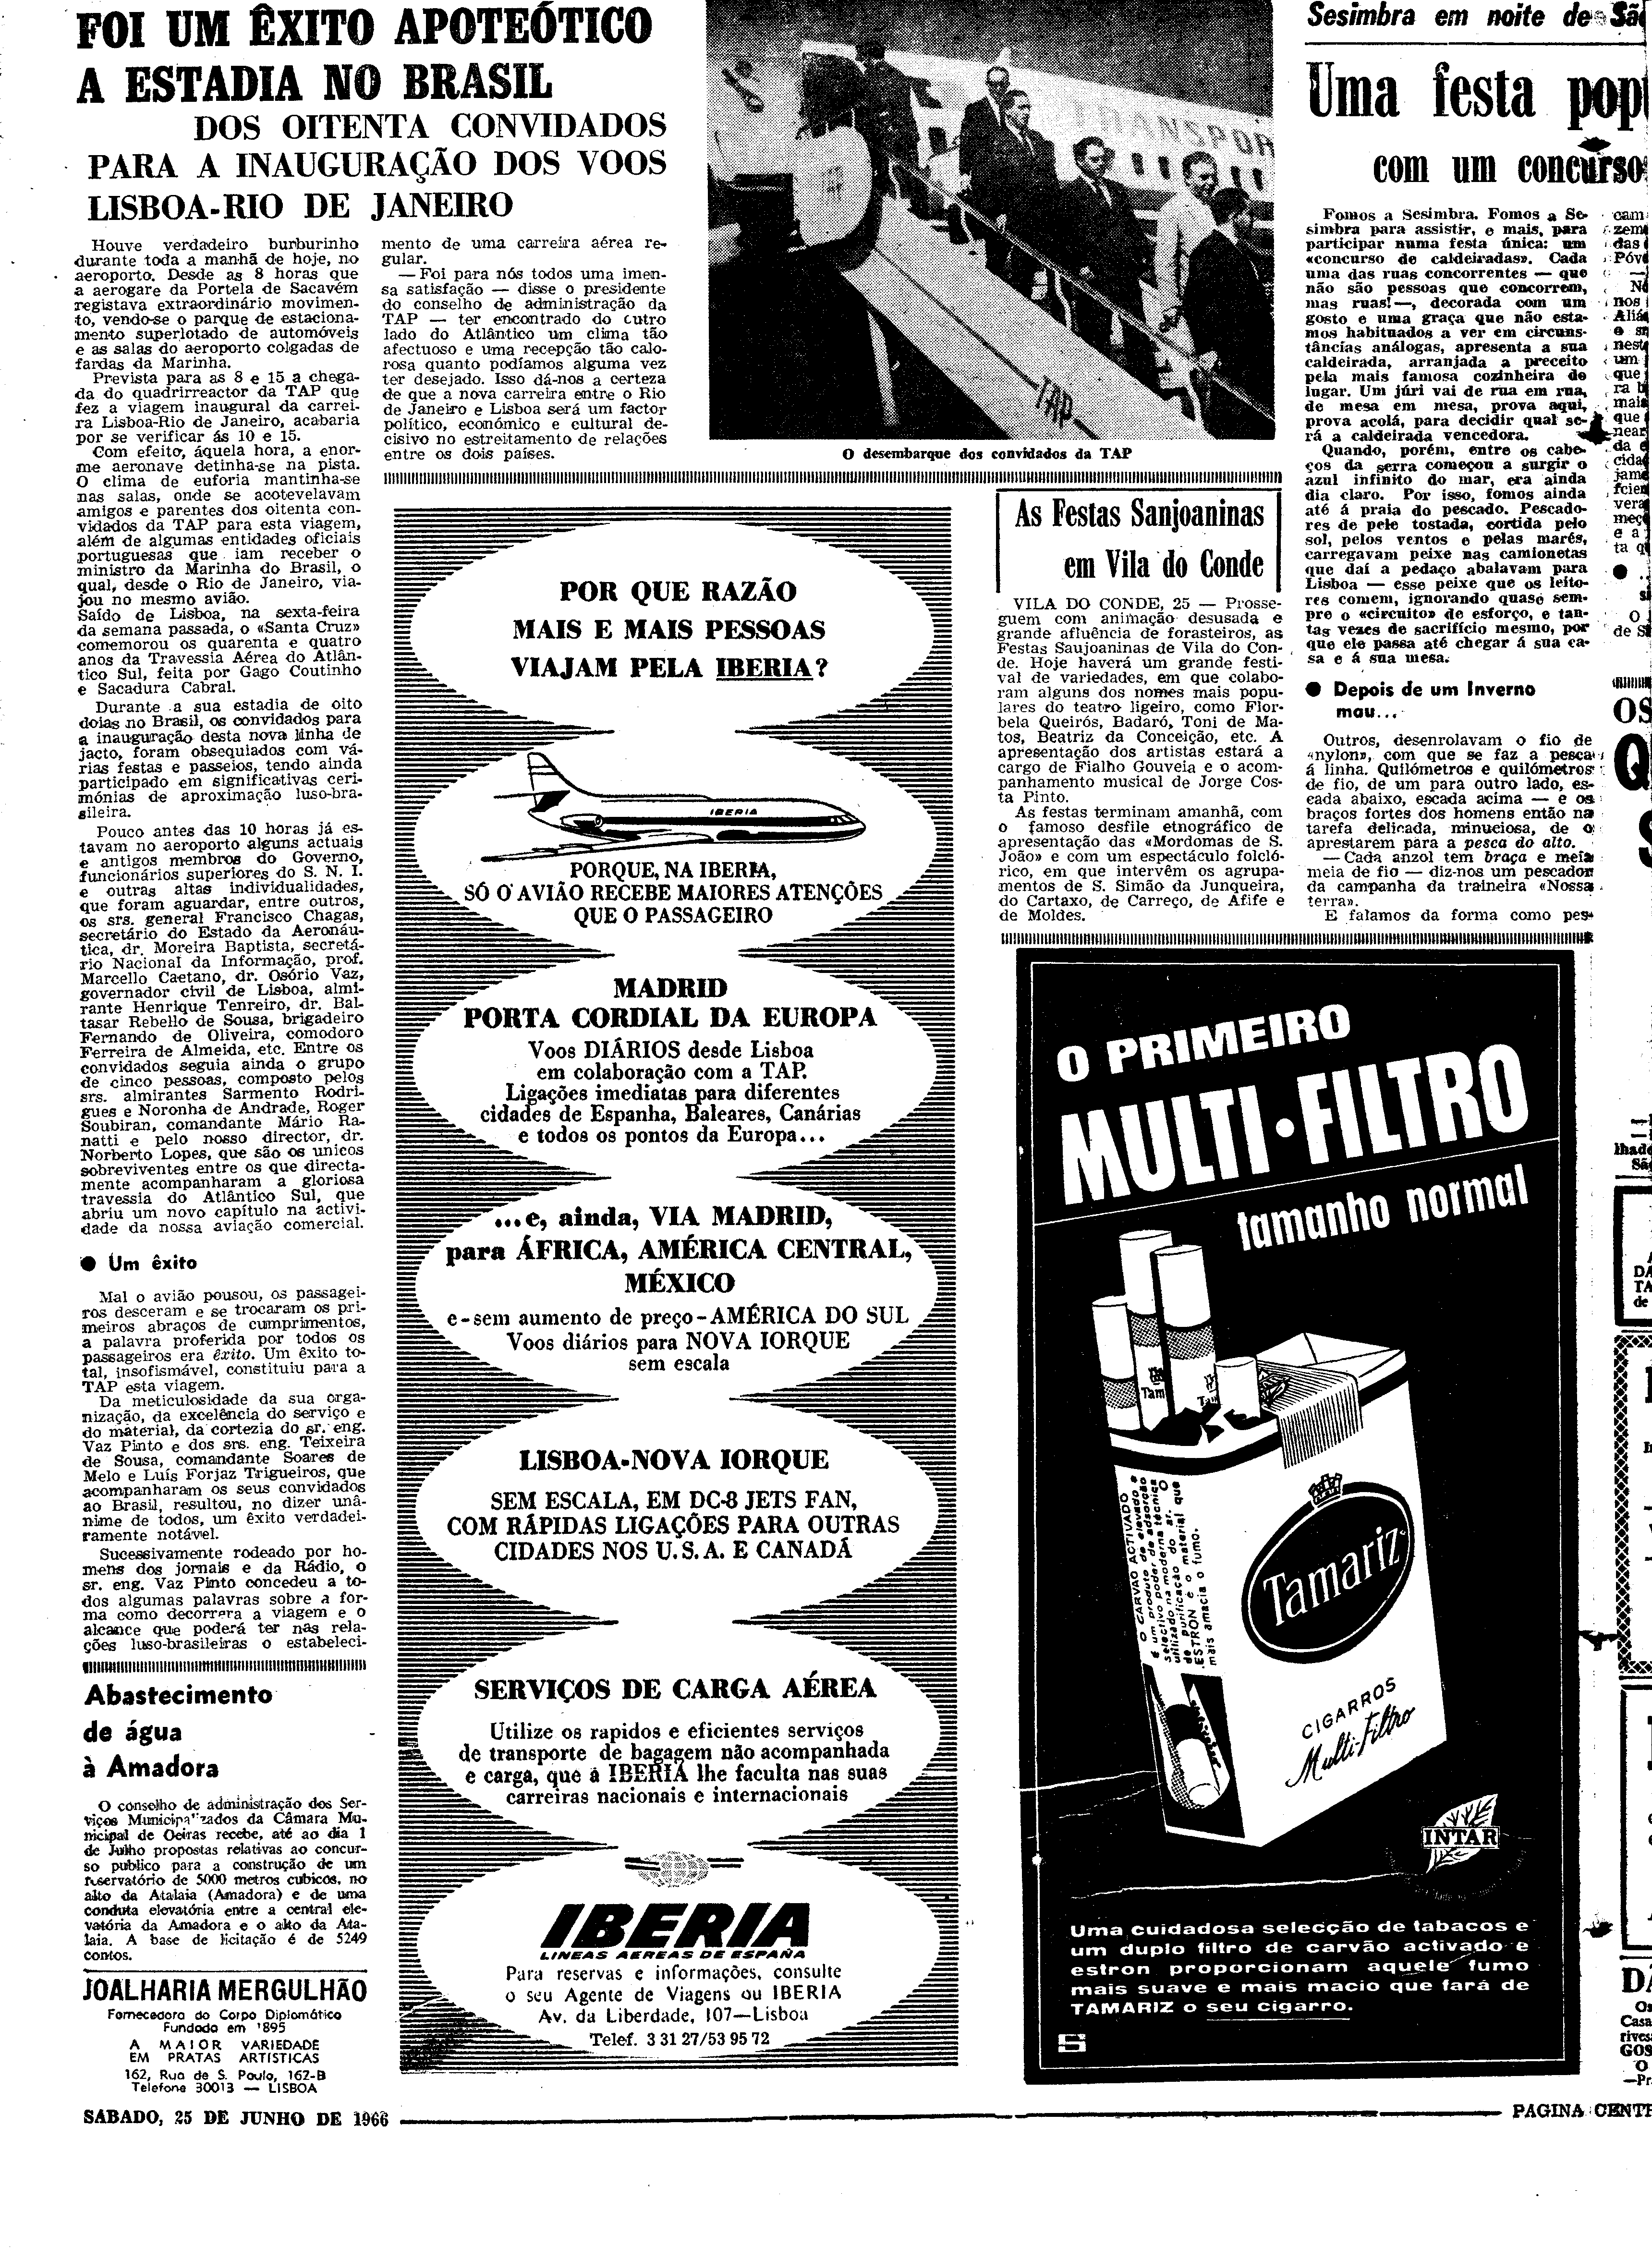 FOI UM ÊXITO APOTEÓTICO
A ESTADIA NO BRASIL
DOS OITENTA CONVIDADOS
PARA A INAUGURAÇÃO DOS VOOS
LISBOA-RIO DE JANEIRO
Houve verdadeiro burburinho
durante toda a manhã de hoje, no
aeroporto. Desde as 8 horas que
a aerogare da Portela de Sacavém
registava extraordinário movimen-
to, vendo-se o parque de estaciona-
mento superlotado de automóveis
e as salas do aeroporto colgadas de
fardas da Marinha.
Prevista para as 8 e 15 a chega-
da do quadrirreactor da TAP que
fez a viagem inaugural da carrei-
ra Lisboa-Rio de Janeiro, acabaria
por se verificar ás 10 e 15.
Com efeito, áquela hora, a enor-
me aeronave detinha-se na pista.
O clima de euforia mantinha-se
nas salas, onde se acotevelavam
amigos e parentes dos oitenta con-
vidados da TAP para esta viagem,
além de algumas entidades oficiais
portuguesas que iam receber o
ministro da Marinha do Brasil, o
qual, desde o Rio de Janeiro, via-
jou no mesmo avião.
Saído de Lisboa, na sexta-feira
da semana passada, o «Santa Cruz»
comemorou os quarenta e quatro
anos da Travessia Aérea do Atlân-
tico Sul, feita por Gago Coutinho
e Sacadura Cabral.
Durante a sua estadia de oito
doias no Brasil, os convidados para
a inauguração desta nova linha de
jacto, foram obsequiados com vá-
rias festas e passeios, tendo ainda
participado em significativas ceri-
mónias de aproximação luso-bra-
sileira.
Pouco antes das 10 horas já es-
tavam no aeroporto alguns actuais
e antigos membros do Governo,
funcionários superiores do S. N. I.
e outras altas individualidades,
que foram aguardar, entre outros,
os srs. general Francisco Chagas,
secretário do Estado da Aeronáu-
tica, dr. Moreira Baptista, secretá-
rio Nacional da Informação, prof.
Marcello Caetano, dr. Osório Vaz,
governador civil de Lisboa, almi-
rante Henrique Tenreiro, dr. Bal-
tasar Rebello de Sousa, brigadeiro
Fernando de Oliveira, comodoro
Ferreira de Almeida, etc. Entre os
convidados seguia ainda o grupo
de cinco pessoas, composto pelos
srs. almirantes Sarmento Rodri-
gues e Noronha de Andrade, Roger
Soubiran, comandante Mário Ra-
natti e pelo nosso director, dr.
Norberto Lopes, que são os unicos
sobreviventes entre os que directa-
mente acompanharam a gloriosa
travessia do Atlântico Sul, que
abriu um novo capítulo na activi-
dade da nossa aviação comercial.
● Um êxito
Mal o avião pousou, os passagei-
ros desceram e se trocaram os pri-
meiros abraços de cumprimentos,
a palavra proferida por todos os
passageiros era êxito. Um êxito to-
tal, insofismável, constituiu para a
TAP esta viagem.
Da meticulosidade da sua orga-
nização, da excelência do serviço e
do material, da cortezia do sr. eng.
Vaz Pinto e dos srs. eng. Teixeira
de Sousa, comandante Soares de
Melo e Luís Forjaz Trigueiros, que
acompanharam os seus convidados
ao Brasil, resultou, no dizer unâ-
nime de todos, um êxito verdadei-
ramente notável.
Sucessivamente rodeado por ho-
mens dos jornais e da Rádio, o
sr. eng. Vaz Pinto concedeu a to-
dos algumas palavras sobre a for-
ma como decorrera a viagem e o
alcance que poderá ter nas rela-
ções luso-brasileiras o estabeleci-
mento de uma carreira aérea re-
gular.
— Foi para nós todos uma imen-
sa satisfação — disse o presidente
do conselho de administração da
TAP — ter encontrado do cutro
lado do Atlântico um clima tão
afectuoso e uma recepção tão calo-
rosa quanto podíamos alguma vez
ter desejado. Isso dá-nos a certeza
de que a nova carreira entre o Rio
de Janeiro e Lisboa será um factor
político, económico e cultural de-
cisivo no estreitamento de relações
entre os dois países.
TRANSPOR
TAP
O desembarque dos convidados da TAP
Abastecimento
de água
à Amadora
O conselho de administração dos Ser-
viços Municipalizados da Câmara Mu-
nicipal de Oeiras recebe, até ao dia 1
de Julho propostas relativas ao concur-
so publico para a construção de um
reservatório de 5000 metros cubicos, no
alto da Atalaia (Amadora) e de uma
conduta elevatória entre a central ele-
vatória da Amadora e o alto da Ata-
laia. A base de licitação é de 5249
contos.
JOALHARIA MERGULHÃO
Fornecedora do Corpo Diplomático
Fundada em 1895
A MAIOR VARIEDADE
EM PRATAS ARTISTICAS
162, Rua de S. Paulo, 162-B
Telefone 30013 — LISBOA
POR QUE RAZÃO
MAIS E MAIS PESSOAS
VIAJAM PELA IBERIA?
IBERIA
PORQUE, NA IBERIA,
SÓ O AVIÃO RECEBE MAIORES ATENÇÕES
QUE O PASSAGEIRO
MADRID
PORTA CORDIAL DA EUROPA
Voos DIÁRIOS desde Lisboa
em colaboração com a TAP.
Ligações imediatas para diferentes
cidades de Espanha, Baleares, Canárias
e todos os pontos da Europa...
...e, ainda, VIA MADRID,
para ÁFRICA, AMÉRICA CENTRAL,
MÉXICO
e-sem aumento de preço-AMÉRICA DO SUL
Voos diários para NOVA IORQUE
sem escala
LISBOA-NOVA IORQUE
SEM ESCALA, EM DC-8 JETS FAN,
COM RÁPIDAS LIGAÇÕES PARA OUTRAS
CIDADES NOS U.S.A. E CANADÁ
SERVIÇOS DE CARGA AÉREA
Utilize os rapidos e eficientes serviços
de transporte de bagagem não acompanhada
e carga, que á IBERIA lhe faculta nas suas
carreiras nacionais e internacionais
IBERIA
LINEAS AEREAS DE ESPAÑA
Para reservas e informações, consulte
o seu Agente de Viagens ou IBERIA
Av. da Liberdade, 107—Lisboa
Telef. 3 31 27/53 95 72
As Festas Sanjoaninas
em Vila do Conde
VILA DO CONDE, 25 — Prosse-
guem com animação desusada e
grande afluência de forasteiros, as
Festas Saujoaninas de Vila do Con-
de. Hoje haverá um grande festi-
val de variedades, em que colabo-
ram alguns dos nomes mais popu-
lares do teatro ligeiro, como Flor-
bela Queirós, Badaró, Toni de Ma-
tos, Beatriz da Conceição, etc. A
apresentação dos artistas estará a
cargo de Fialho Gouveia e o acom-
panhamento musical de Jorge Cos-
ta Pinto.
As festas terminam amanhã, com
o famoso desfile etnográfico de
apresentação das «Mordomas de S.
João» e com um espectáculo folcló-
rico, em que intervêm os agrupa-
mentos de S. Simão da Junqueira,
do Cartaxo, de Carreço, de Afife e
de Moldes.
Sesimbra em noite de Sã
Uma festa pop
com um concurso
Fomos a Sesimbra. Fomos a Se-
simbra para assistir, e mais, para
participar numa festa única: um
«concurso de caldeiradas». Cada
uma das ruas concorrentes — que
não são pessoas que concorrem,
mas ruas! —, decorada com um
gosto e uma graça que não esta-
mos habituados a ver em circuns-
tâncias análogas, apresenta a sua
caldeirada, arranjada a preceito
pela mais famosa cozinheira do
lugar. Um júri vai de rua em rua,
de mesa em mesa, prova aqui,
prova acolá, para decidir qual se-
rá a caldeirada vencedora.
Quando, porém, entre os cabe-
ços da serra começou a surgir o
azul infinito do mar, era ainda
dia claro. Por isso, fomos ainda
até á praia do pescado. Pescado-
res de pele tostada, cortida pelo
sol, pelos ventos e pelas marés,
carregavam peixe nas camionetas
que daí a pedaço abalavam para
Lisboa — esse peixe que os leito-
res comem, ignorando quase sem-
pre o «circuito» de esforço, e tan-
tas vezes de sacrifício mesmo, por
que ele passa até chegar á sua ca-
sa e á sua mesa.
● Depois de um Inverno
mau...
Outros, desenrolavam o fio de
«nylon», com que se faz a pesca
á linha. Quilómetros e quilómetros
de fio, de um para outro lado, es-
cada abaixo, escada acima — e os
braços fortes dos homens então na
tarefa delicada, minuciosa, de o
aprestarem para a pesca do alto.
— Cada anzol tem braça e meia
meia de fio — diz-nos um pescador
da campanha da traineira «Nossa
terra».
E falamos da forma como pes-
O PRIMEIRO
MULTI·FILTRO
tamanho normal
Tam
O CARVÃO ACTIVADO
é um produto de elevado e
selectivo poder de adsorção
utilizado na moderna técnica
de purificação do ar. O
ESTRON é o material que
mais amacia o fumo.
Tamariz
CIGARROS
Multi-Filtro
INTAR
Uma cuidadosa selecção de tabacos e
um duplo filtro de carvão activado e
estron proporcionam aquele fumo
mais suave e mais macio que fará de
TAMARIZ o seu cigarro.
SABADO, 25 DE JUNHO DE 1966
PAGINA CENT